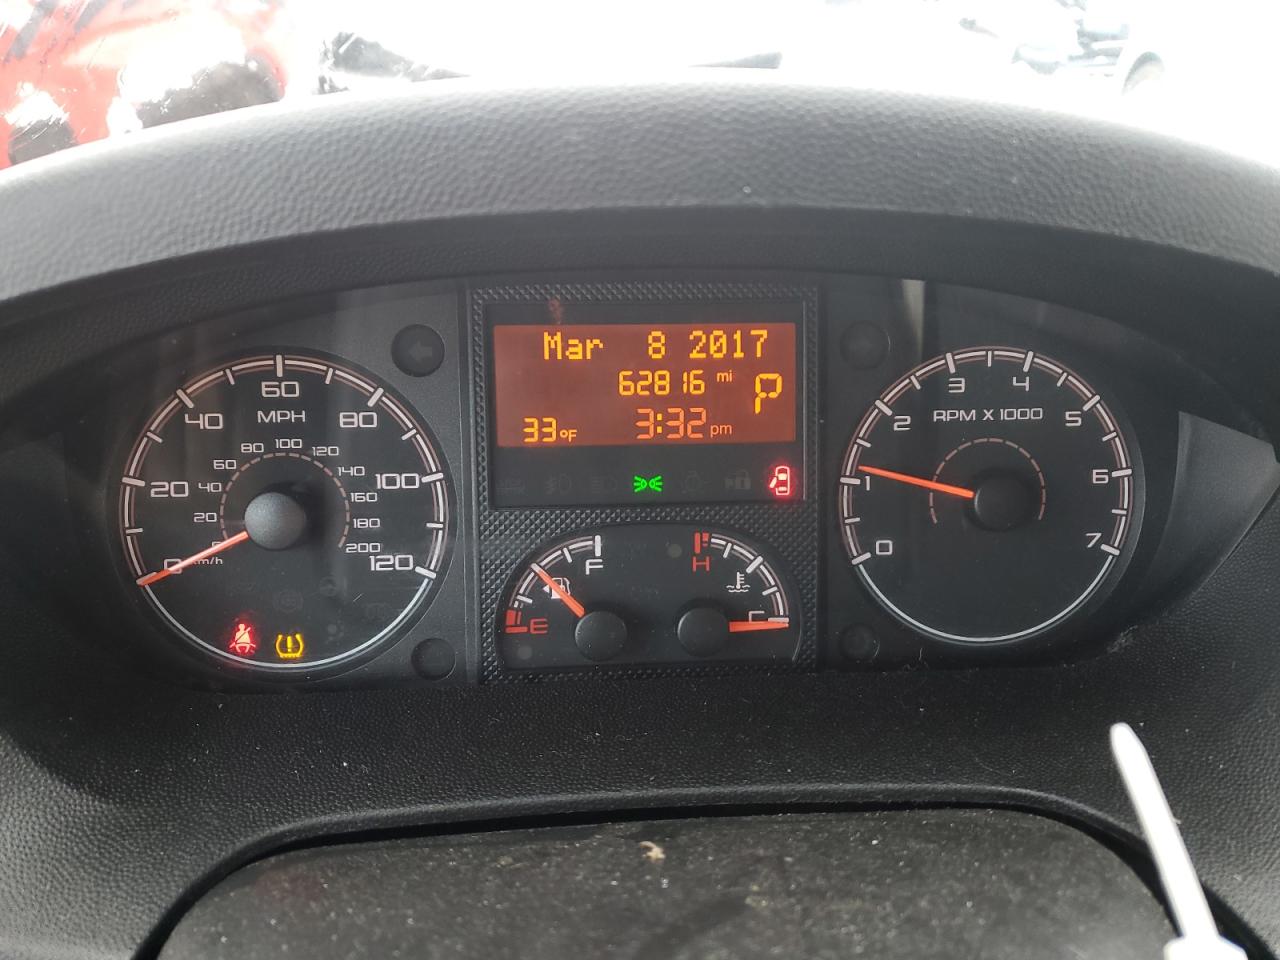 Mar 8 2017
62816 mi
P
33°F 3:32 pm
0 20 40 60 80 100 120
MPH
20 40 60 80 100 120 140 160 180 200
km/h
E F
H C
0 1 2 3 4 5 6 7
RPM X 1000